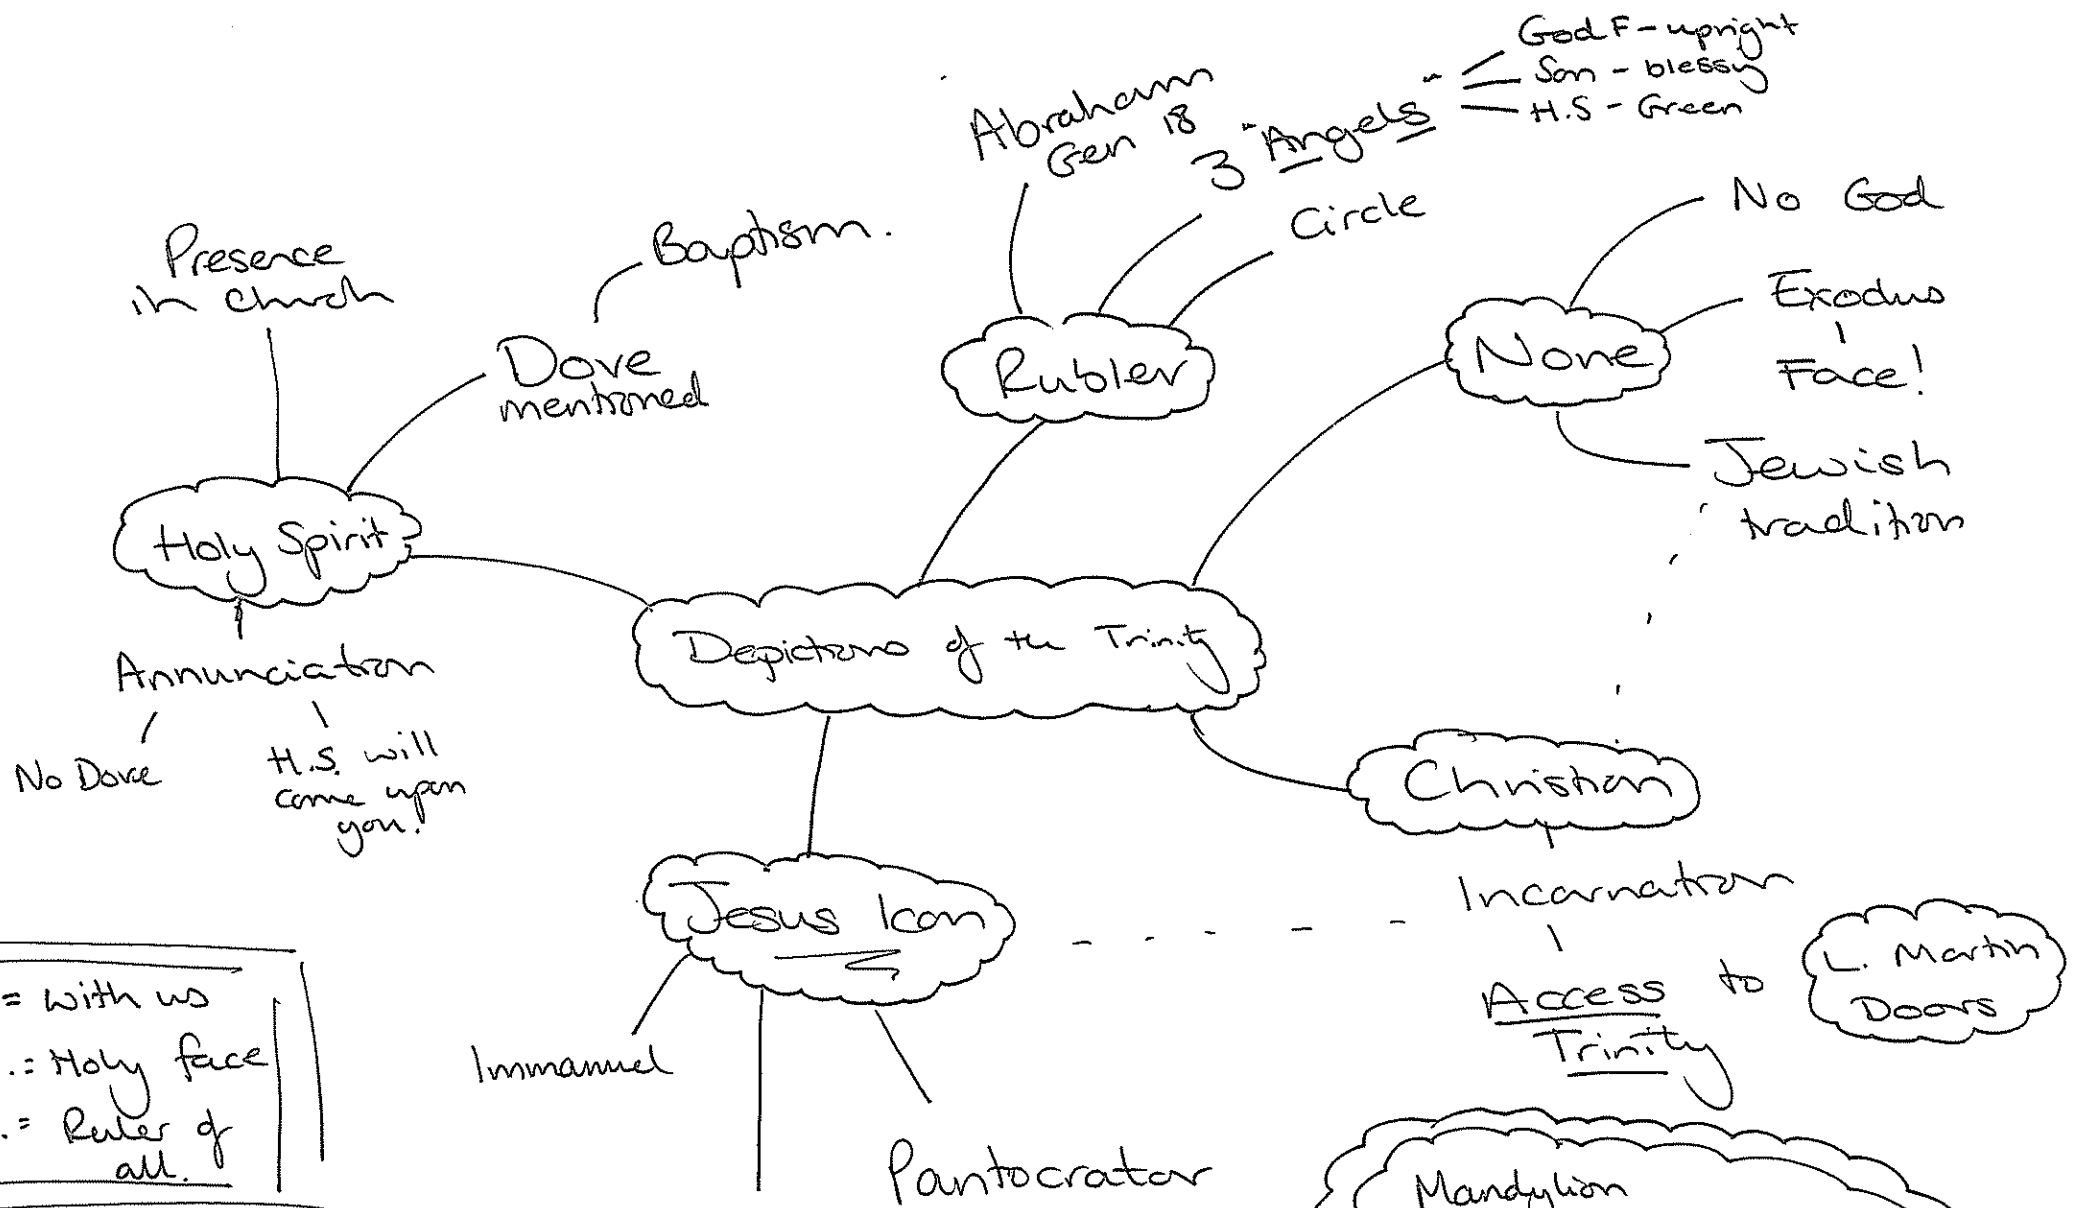 God F - upright
Son - blessy
H.S - Green
Abraham
Gen 18
3 Angels
Circle
No God
Exodus
Face!
Jewish
tradition
None
Rublev
Presence
in church
Baptism.
Dove
mentioned
Holy Spirit
Annunciation
No Dove
H.S. will
come upon
you.
Depictions of the Trinity
Christian
Incarnation
Access to
Trinity
L. Martin
Doors
Jesus Icon
Immanuel
Pantocrator
Mandylion
= with us
.= Holy face
.= Ruler of
all.